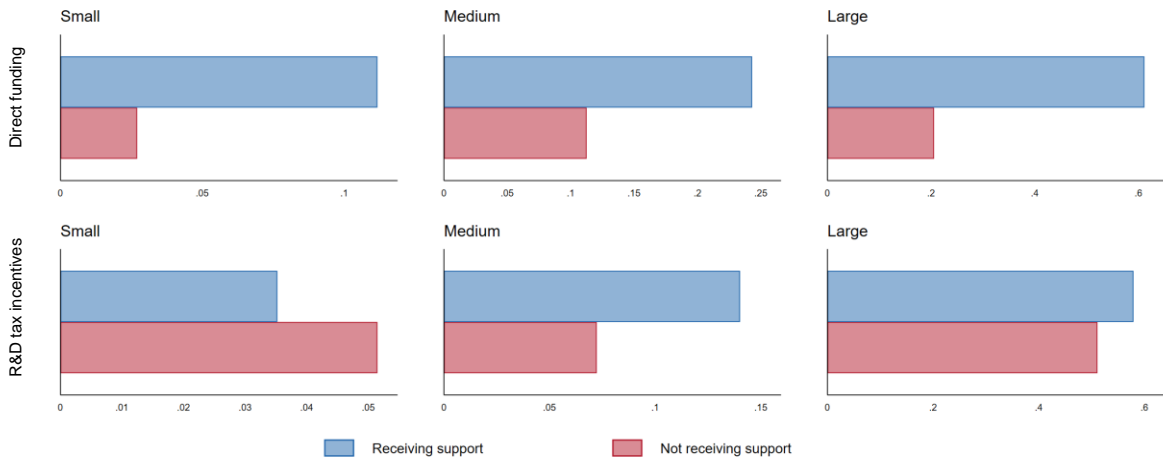 Small
Medium
Large
Direct funding
0 .05 .1
0 .05 .1 .15 .2 .25
0 .2 .4 .6
Small
Medium
Large
R&D tax incentives
0 .01 .02 .03 .04 .05
0 .05 .1 .15
0 .2 .4 .6
Receiving support
Not receiving support